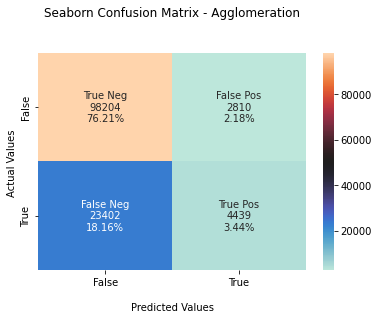 Seaborn Confusion Matrix - Agglomeration
True Neg
98204
76.21%
False Pos
2810
2.18%
False Neg
23402
18.16%
True Pos
4439
3.44%
False
True
Actual Values
False
True
Predicted Values
80000
60000
40000
20000